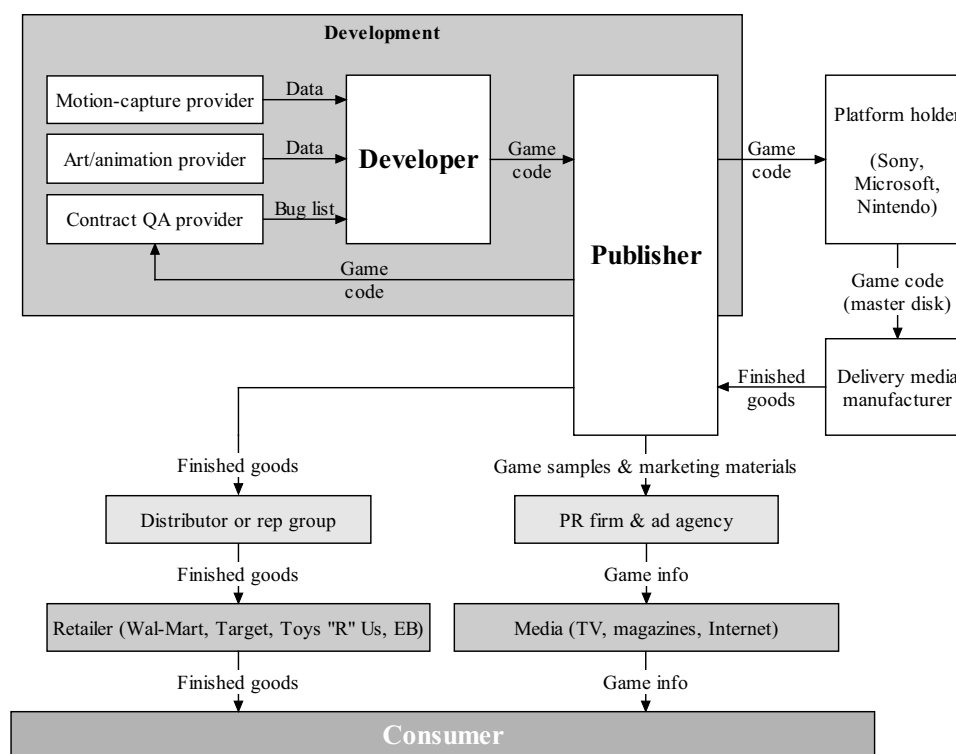 Development
Motion-capture provider
Data
Art/animation provider
Data
Contract QA provider
Bug list
Developer
Game
code
Game
code
Publisher
Game
code
Platform holder
(Sony,
Microsoft,
Nintendo)
Game code
(master disk)
Delivery media
manufacturer
Finished
goods
Finished goods
Game samples & marketing materials
Distributor or rep group
PR firm & ad agency
Finished goods
Game info
Retailer (Wal-Mart, Target, Toys "R" Us, EB)
Media (TV, magazines, Internet)
Finished goods
Game info
Consumer